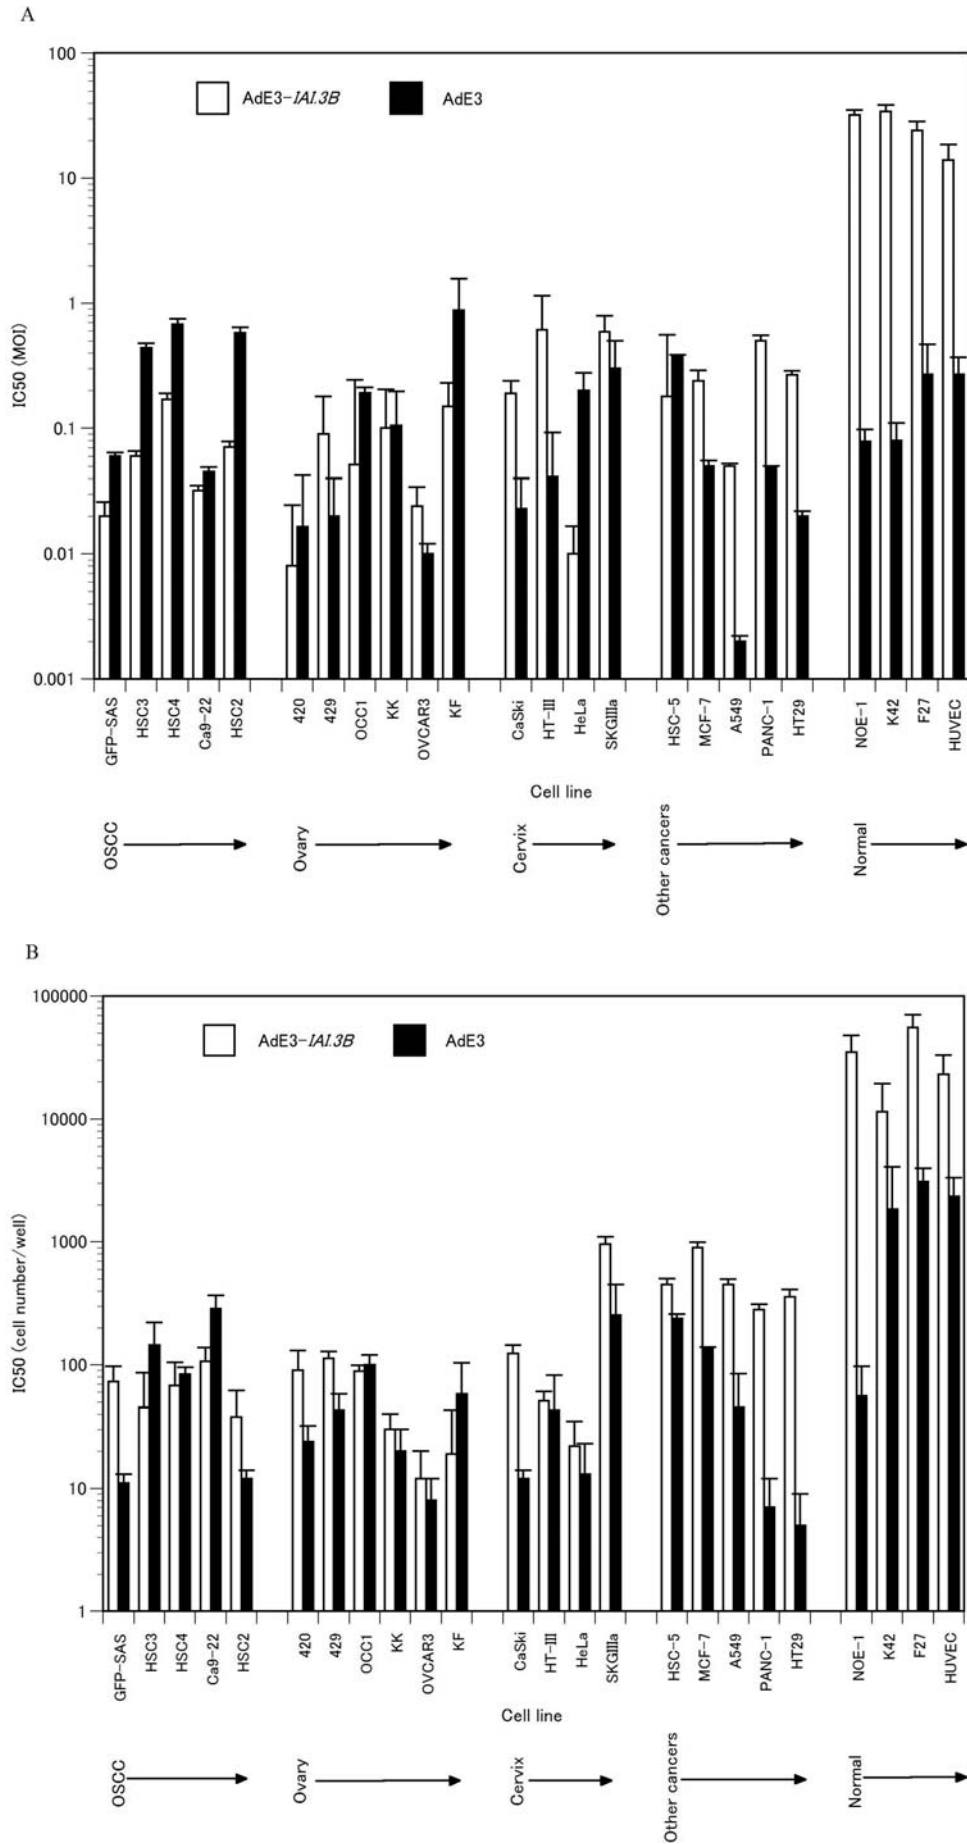 A
100
10
1
0.1
0.01
0.001
IC50 (MOI)
AdE3-IAI.3B
AdE3
GFP-SAS
HSC3
HSC4
Ca9-22
HSC2
420
429
OCC1
KK
OVCAR3
KF
CaSki
HT-III
HeLa
SKGIIIa
HSC-5
MCF-7
A549
PANC-1
HT29
NOE-1
K42
F27
HUVEC
Cell line
OSCC
Ovary
Cervix
Other cancers
Normal
B
100000
10000
1000
100
10
1
IC50 (cell number/well)
AdE3-IAI.3B
AdE3
GFP-SAS
HSC3
HSC4
Ca9-22
HSC2
420
429
OCC1
KK
OVCAR3
KF
CaSki
HT-III
HeLa
SKGIIIa
HSC-5
MCF-7
A549
PANC-1
HT29
NOE-1
K42
F27
HUVEC
Cell line
OSCC
Ovary
Cervix
Other cancers
Normal